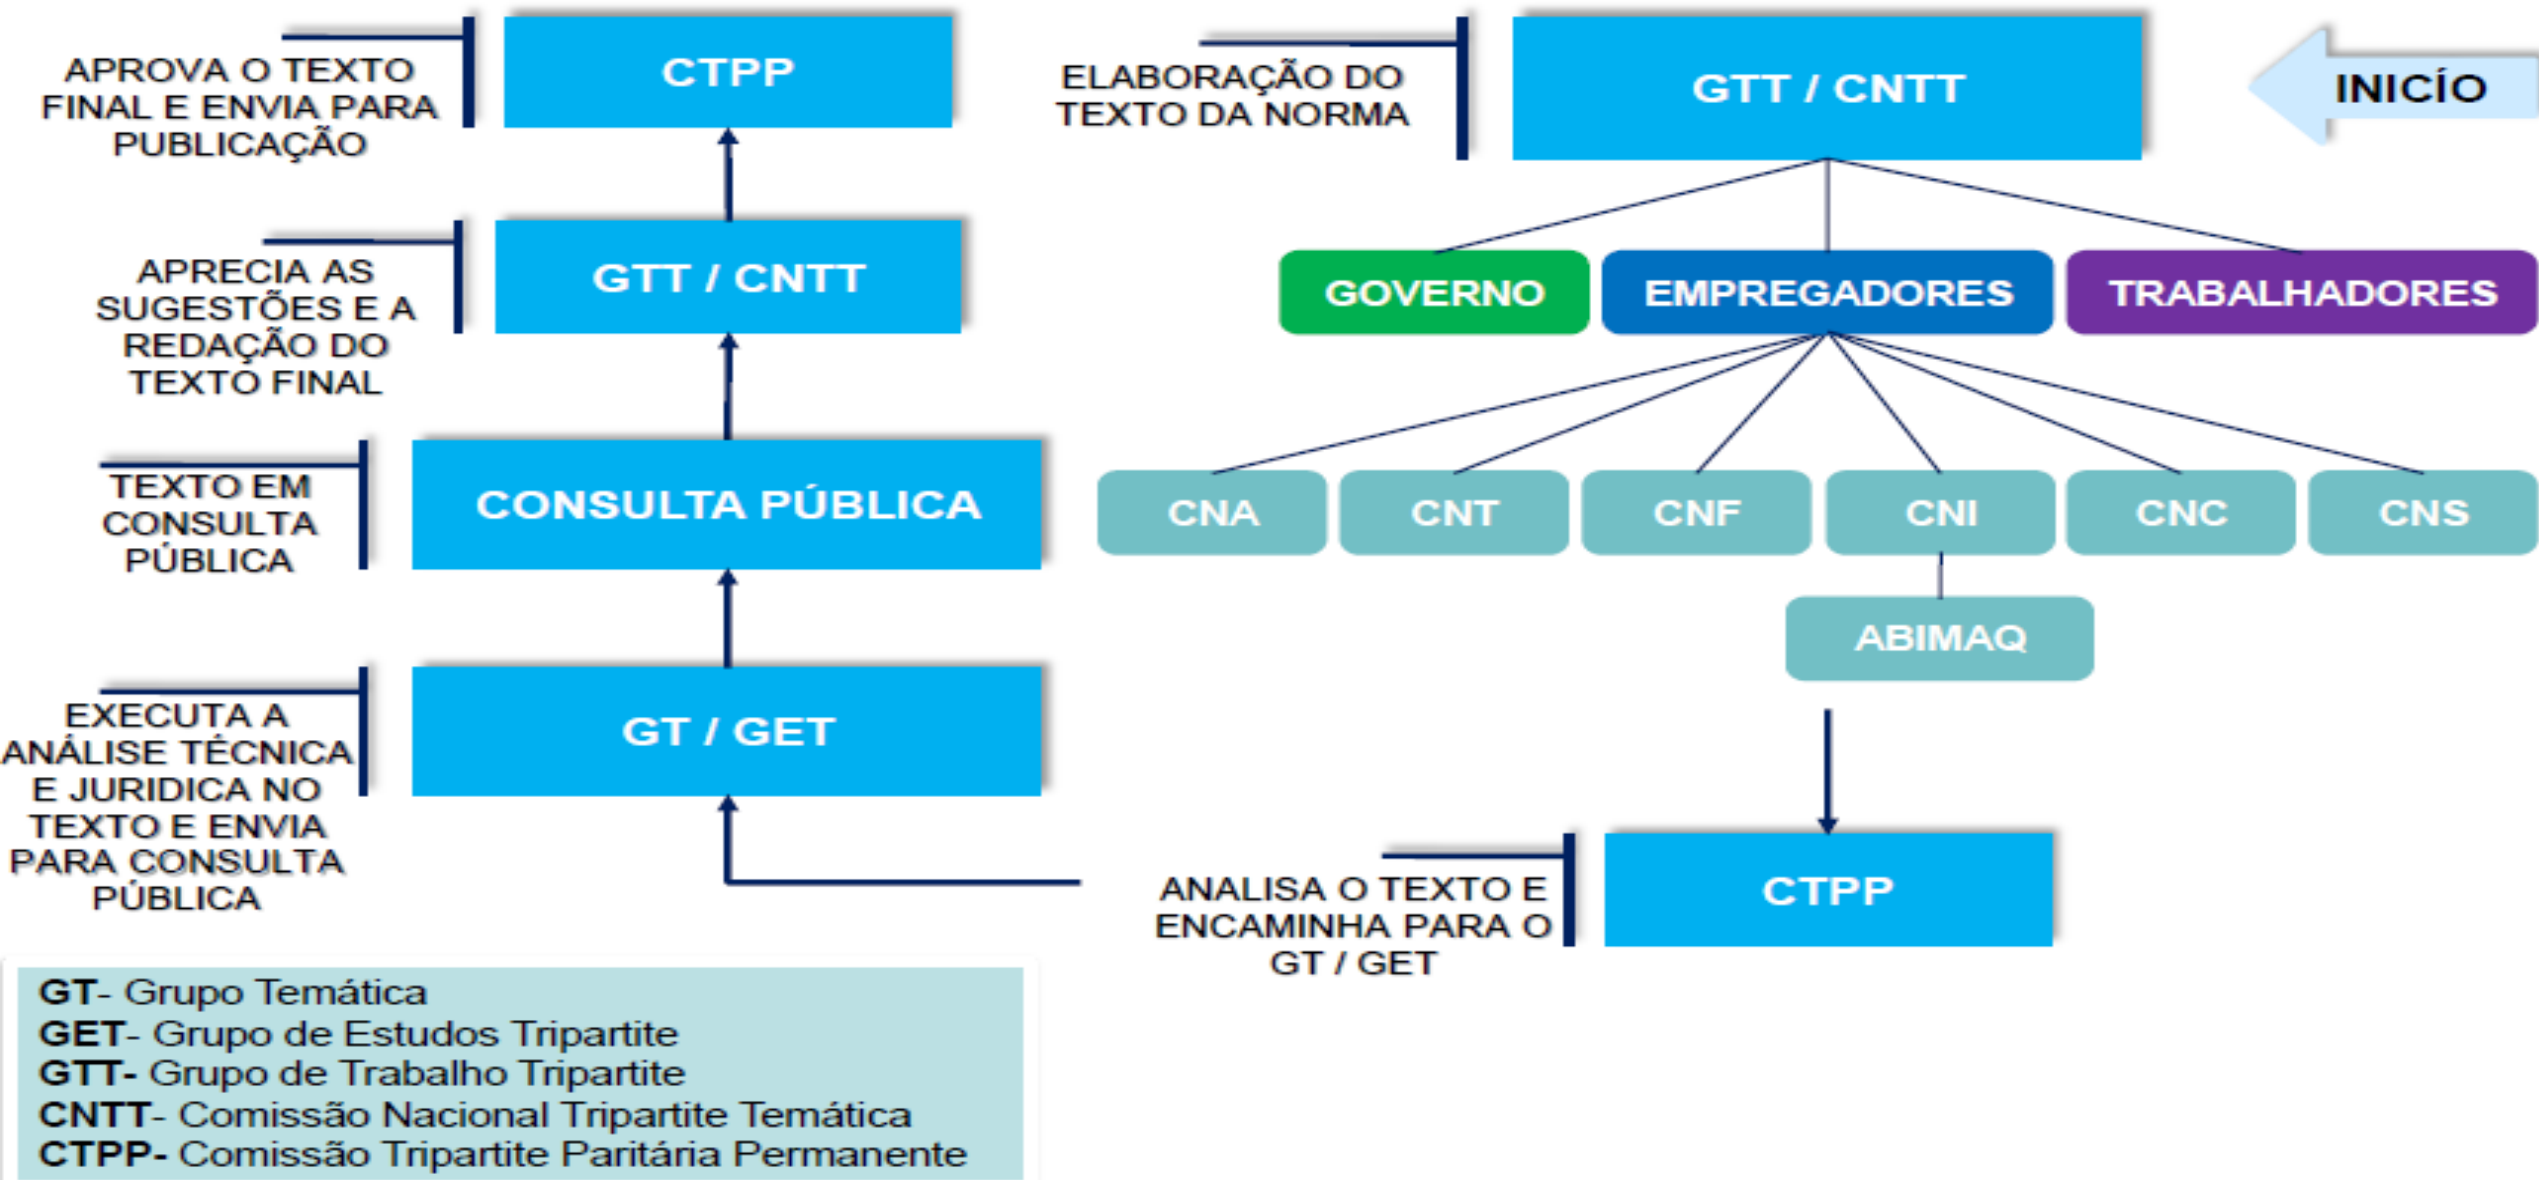 APROVA O TEXTO
FINAL E ENVIA PARA
PUBLICAÇÃO
CTPP
ELABORAÇÃO DO
TEXTO DA NORMA
GTT / CNTT
INICÍO
APRECIA AS
SUGESTÕES E A
REDAÇÃO DO
TEXTO FINAL
GTT / CNTT
GOVERNO
EMPREGADORES
TRABALHADORES
TEXTO EM
CONSULTA
PÚBLICA
CONSULTA PÚBLICA
CNA
CNT
CNF
CNI
CNC
CNS
ABIMAQ
EXECUTA A
ANÁLISE TÉCNICA
E JURIDICA NO
TEXTO E ENVIA
PARA CONSULTA
PÚBLICA
GT / GET
ANALISA O TEXTO E
ENCAMINHA PARA O
GT / GET
CTPP
GT- Grupo Temática
GET- Grupo de Estudos Tripartite
GTT- Grupo de Trabalho Tripartite
CNTT- Comissão Nacional Tripartite Temática
CTPP- Comissão Tripartite Paritária Permanente